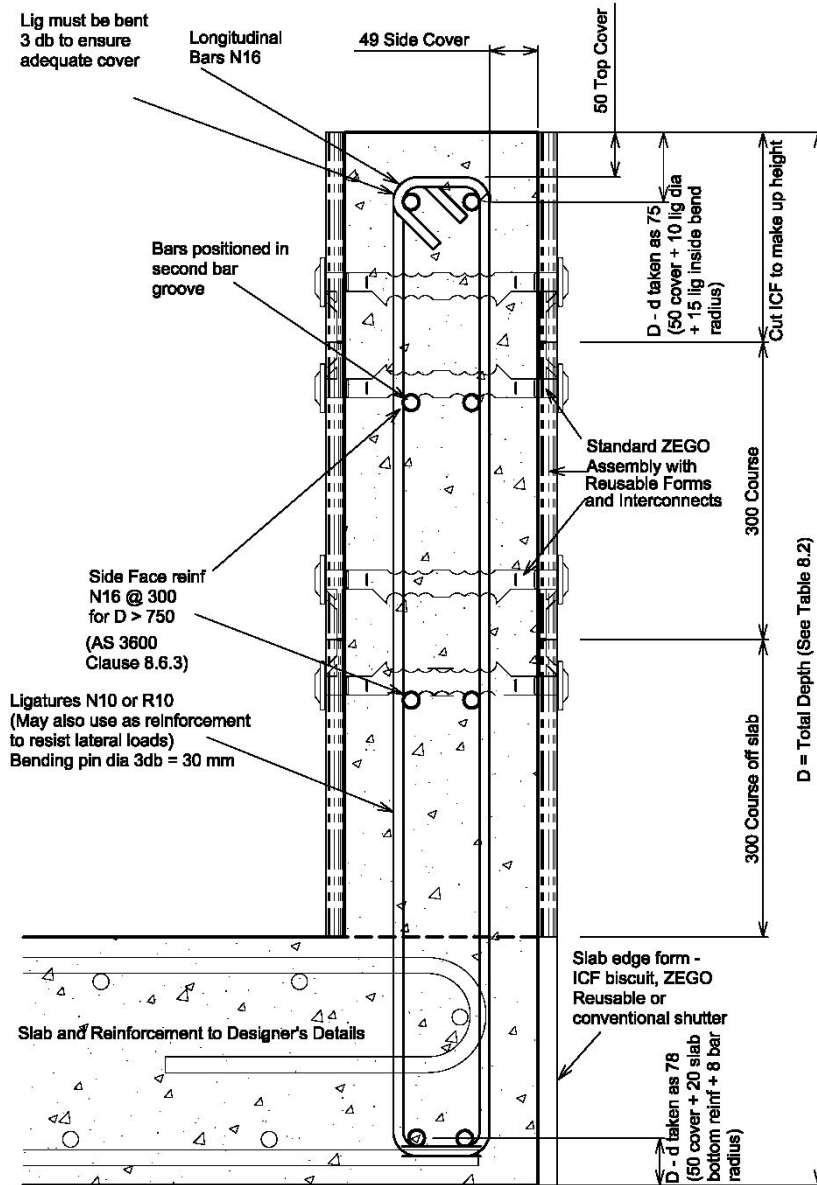 Lig must be bent
3 db to ensure
adequate cover
Longitudinal
Bars N16
49 Side Cover
50 Top Cover
D - d taken as 75
(50 cover + 10 lig dia
+ 15 lig inside bend
radius)
Cut ICF to make up height
Bars positioned in
second bar
groove
Standard ZEGO
Assembly with
Reusable Forms
and Interconnects
300 Course
D = Total Depth (See Table 8.2)
Side Face reinf
N16 @ 300
for D > 750
(AS 3600
Clause 8.6.3)
Ligatures N10 or R10
(May also use as reinforcement
to resist lateral loads)
Bending pin dia 3db = 30 mm
300 Course off slab
Slab edge form -
ICF biscuit, ZEGO
Reusable or
conventional shutter
Slab and Reinforcement to Designer's Details
D - d taken as 78
(50 cover + 20 slab
bottom reinf + 8 bar
radius)